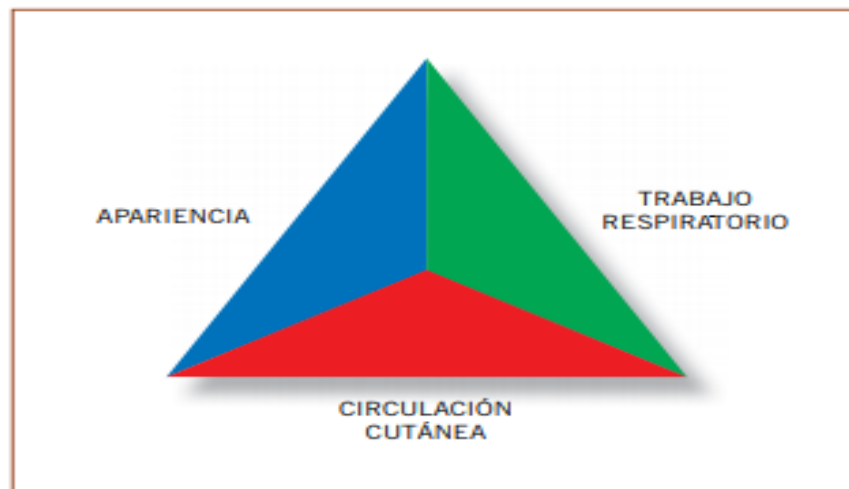 APARIENCIA
TRABAJO
RESPIRATORIO
CIRCULACIÓN
CUTÁNEA